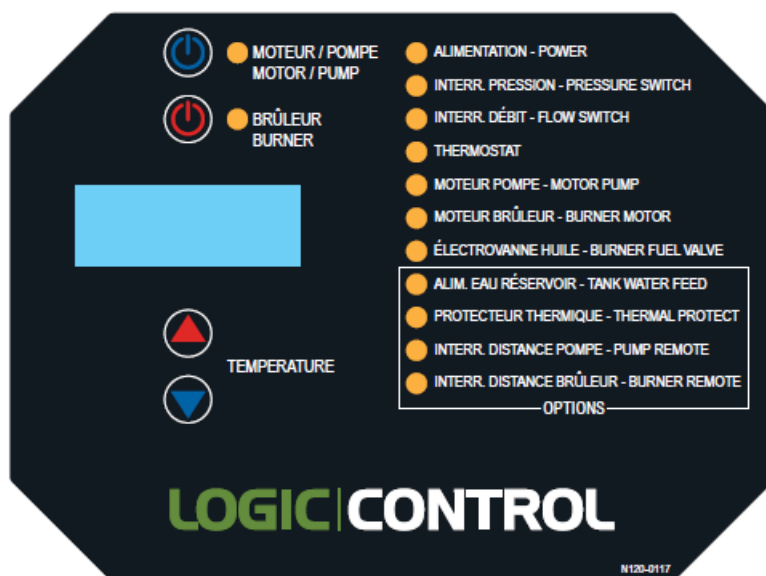 MOTEUR / POMPE
MOTOR / PUMP
BRÛLEUR
BURNER
ALIMENTATION - POWER
INTERR. PRESSION - PRESSURE SWITCH
INTERR. DÉBIT - FLOW SWITCH
THERMOSTAT
MOTEUR POMPE - MOTOR PUMP
MOTEUR BRÛLEUR - BURNER MOTOR
ÉLECTROVANNE HUILE - BURNER FUEL VALVE
ALIM. EAU RÉSERVOIR - TANK WATER FEED
PROTECTEUR THERMIQUE - THERMAL PROTECT
INTERR. DISTANCE POMPE - PUMP REMOTE
INTERR. DISTANCE BRÛLEUR - BURNER REMOTE
OPTIONS
TEMPERATURE
LOGIC|CONTROL
N120-0117